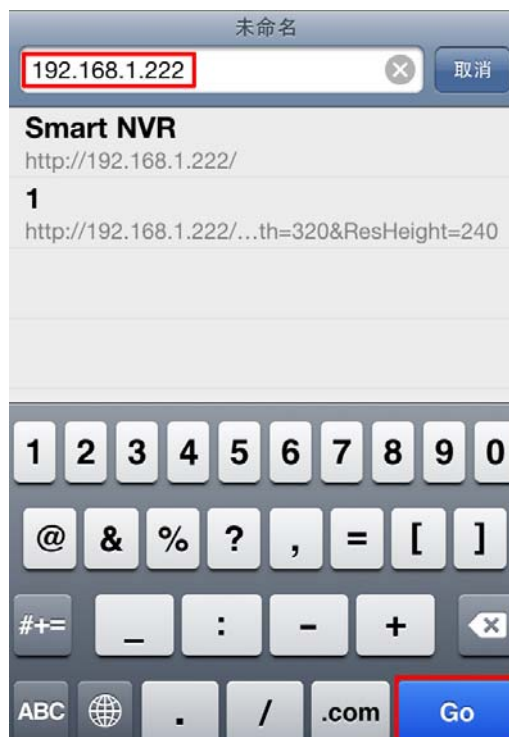 未命名
192.168.1.222
取消
Smart NVR
http://192.168.1.222/
1
http://192.168.1.222/...th=320&ResHeight=240
1 2 3 4 5 6 7 8 9 0
@ & % ? , = [ ]
#+= _ : - +
ABC . / .com Go